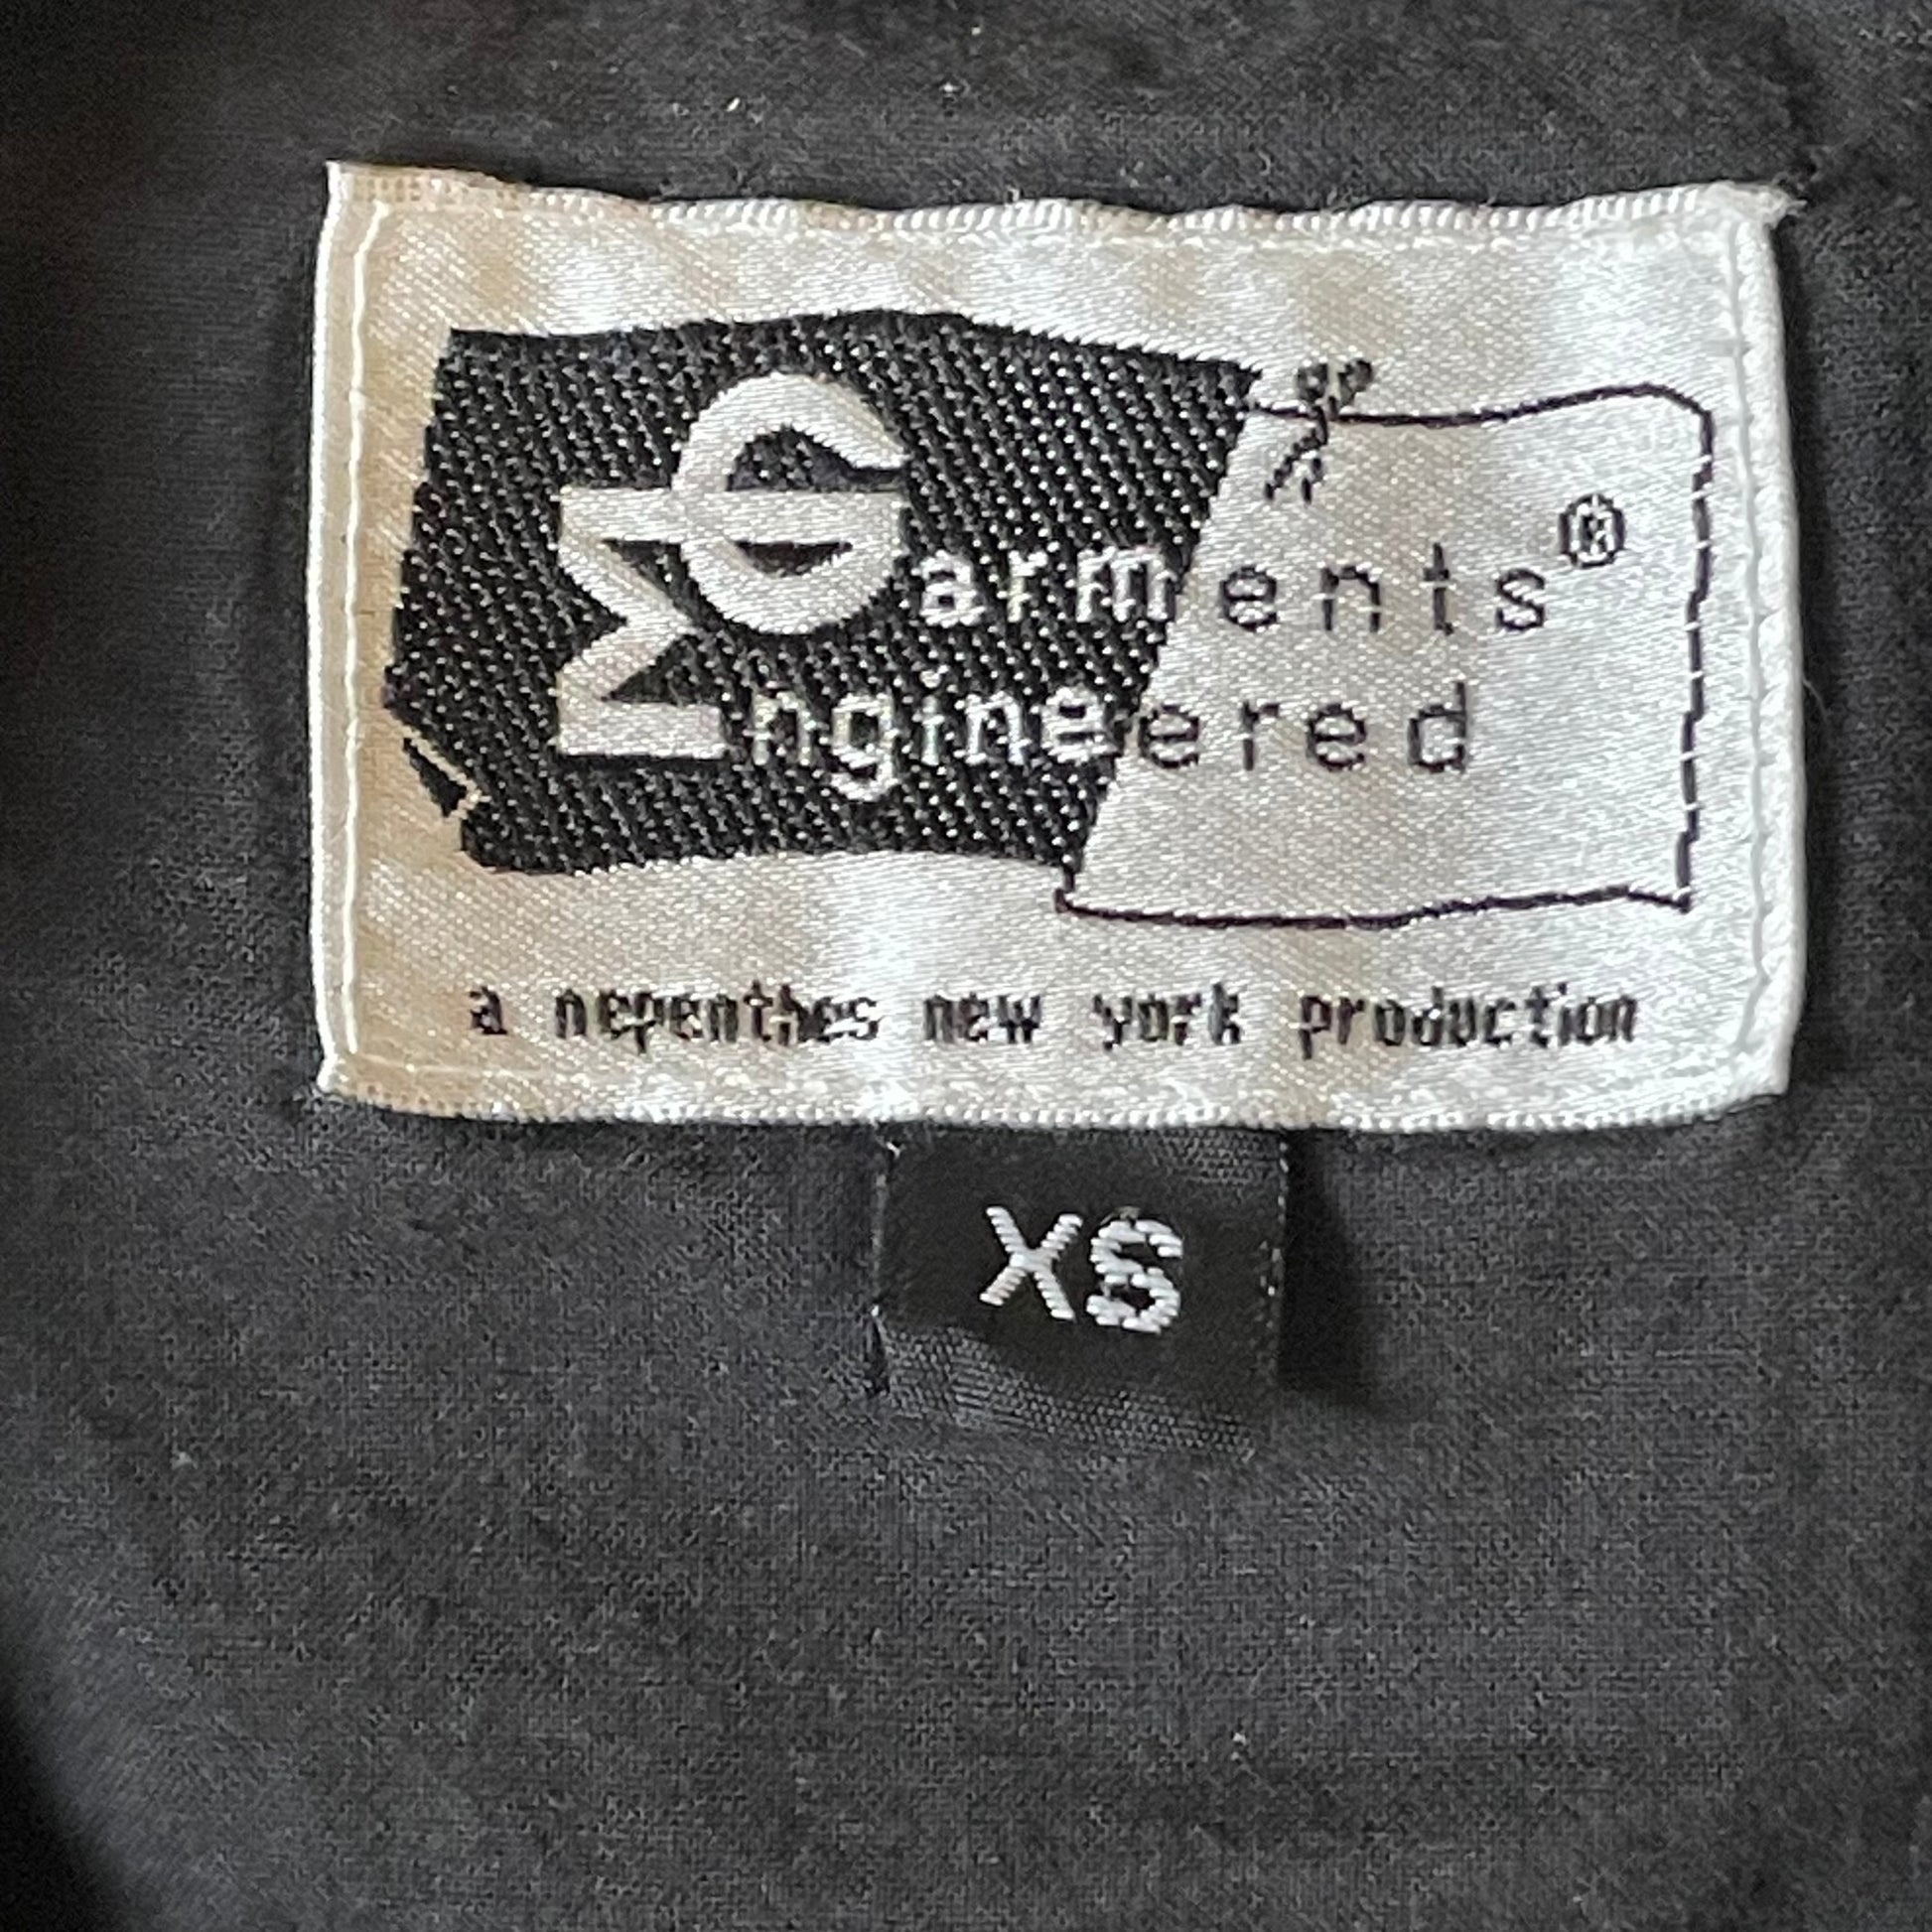 Garments®
Engineered
a nepenthes new york production
XS